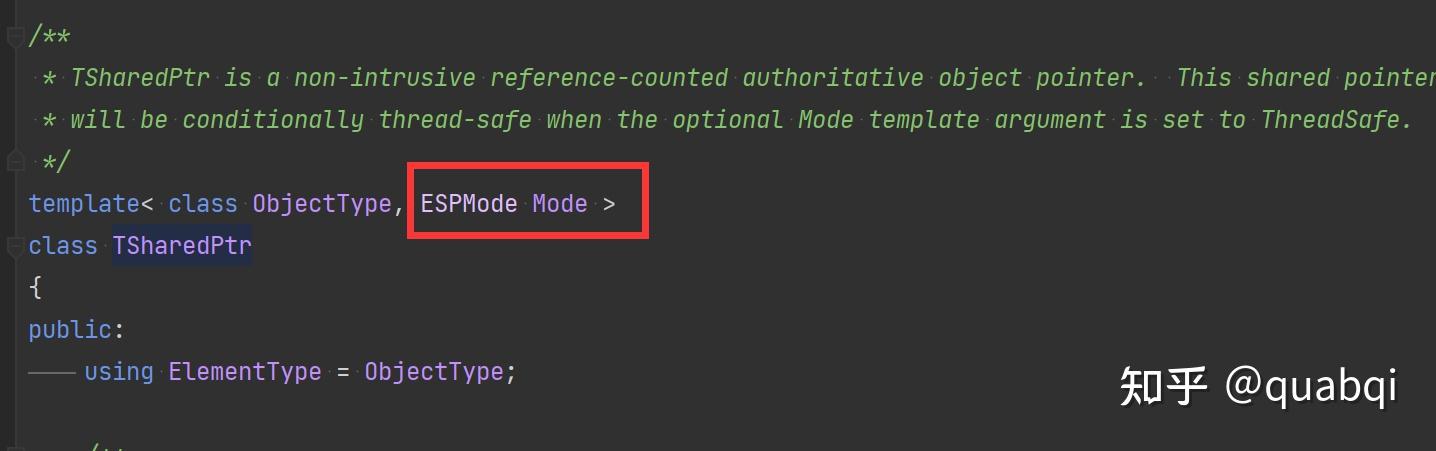 /**
* TSharedPtr is a non-intrusive reference-counted authoritative object pointer.  This shared pointer
* will be conditionally thread-safe when the optional Mode template argument is set to ThreadSafe.
*/
template< class ObjectType, ESPMode Mode >
class TSharedPtr
{
public:
using ElementType = ObjectType;
知乎 @quabqi
/**